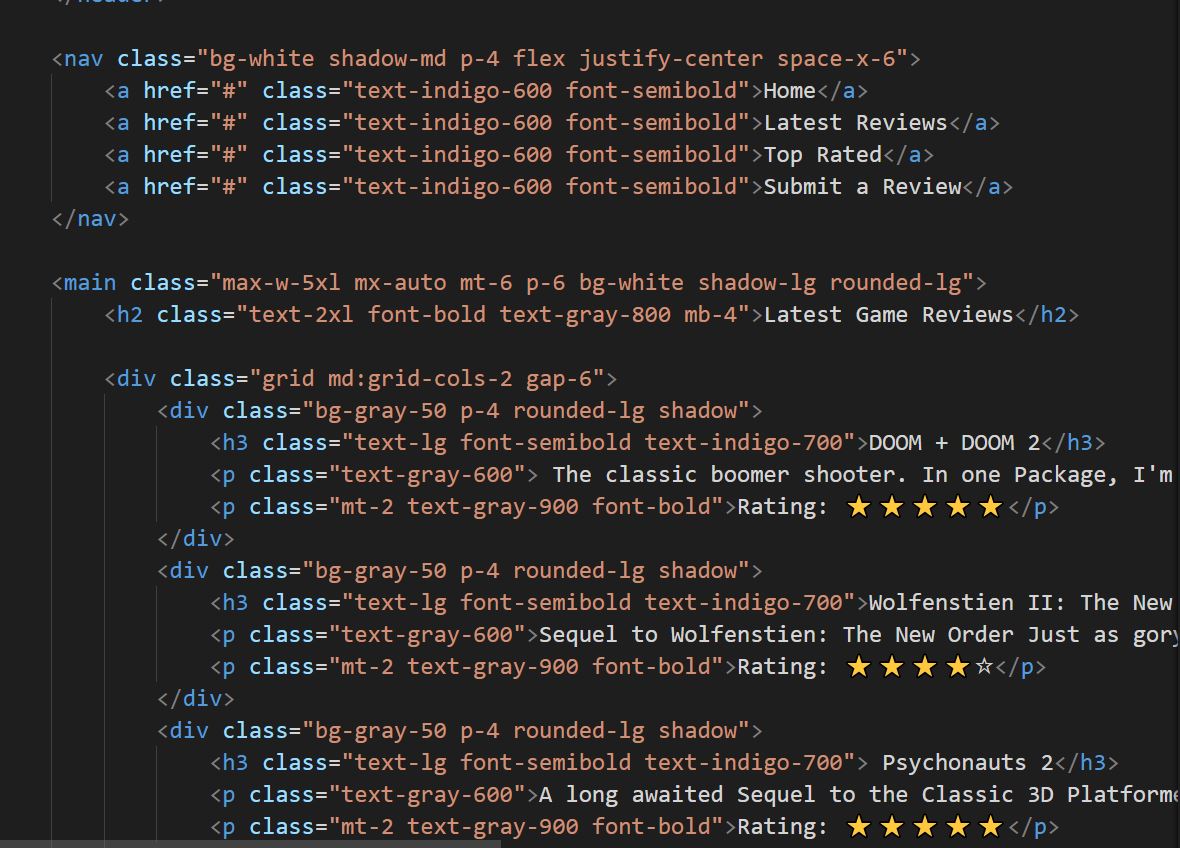 <nav class="bg-white shadow-md p-4 flex justify-center space-x-6">
<a href="#" class="text-indigo-600 font-semibold">Home</a>
<a href="#" class="text-indigo-600 font-semibold">Latest Reviews</a>
<a href="#" class="text-indigo-600 font-semibold">Top Rated</a>
<a href="#" class="text-indigo-600 font-semibold">Submit a Review</a>
</nav>
<main class="max-w-5xl mx-auto mt-6 p-6 bg-white shadow-lg rounded-lg">
<h2 class="text-2xl font-bold text-gray-800 mb-4">Latest Game Reviews</h2>
<div class="grid md:grid-cols-2 gap-6">
<div class="bg-gray-50 p-4 rounded-lg shadow">
<h3 class="text-lg font-semibold text-indigo-700">DOOM + DOOM 2</h3>
<p class="text-gray-600"> The classic boomer shooter. In one Package, I'm
<p class="mt-2 text-gray-900 font-bold">Rating: ⭐⭐⭐⭐⭐</p>
</div>
<div class="bg-gray-50 p-4 rounded-lg shadow">
<h3 class="text-lg font-semibold text-indigo-700">Wolfenstien II: The New
<p class="text-gray-600">Sequel to Wolfenstien: The New Order Just as gory
<p class="mt-2 text-gray-900 font-bold">Rating: ⭐⭐⭐⭐☆</p>
</div>
<div class="bg-gray-50 p-4 rounded-lg shadow">
<h3 class="text-lg font-semibold text-indigo-700"> Psychonauts 2</h3>
<p class="text-gray-600">A long awaited Sequel to the Classic 3D Platforme
<p class="mt-2 text-gray-900 font-bold">Rating: ⭐⭐⭐⭐⭐</p>